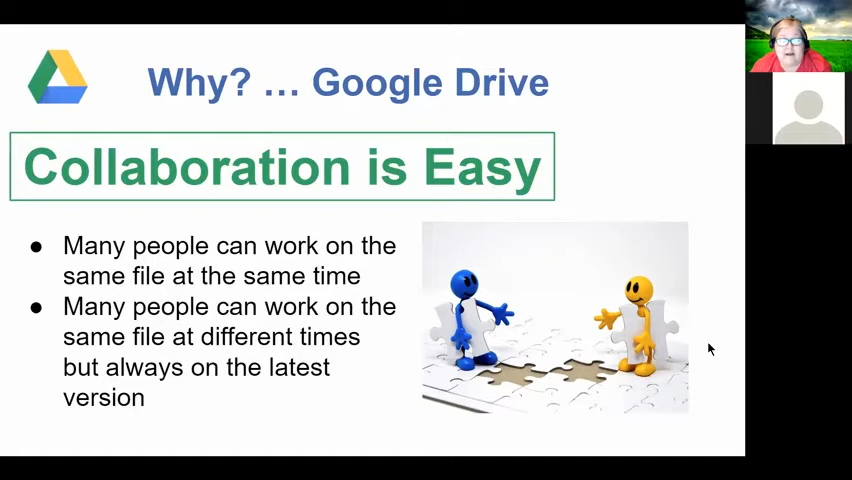 Why? ... Google Drive
Collaboration is Easy
● Many people can work on the
same file at the same time
● Many people can work on the
same file at different times
but always on the latest
version